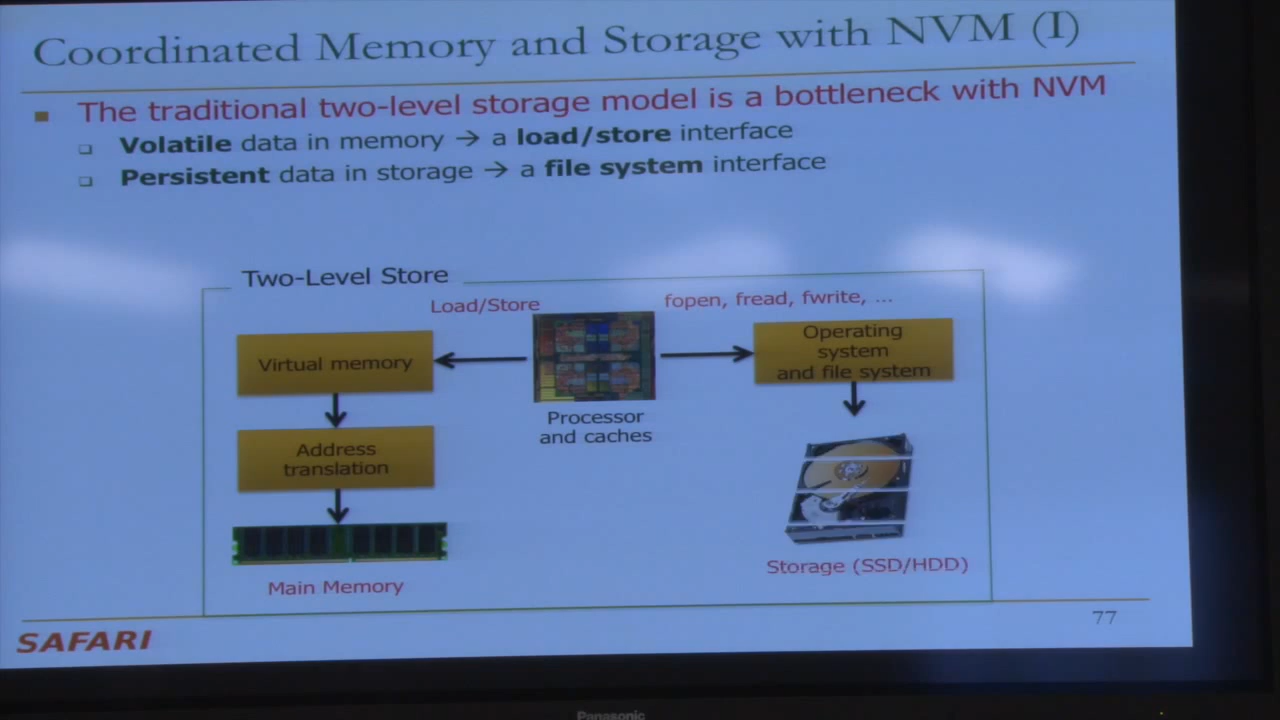 Coordinated Memory and Storage with NVM (I)
The traditional two-level storage model is a bottleneck with NVM
Volatile data in memory → a load/store interface
Persistent data in storage → a file system interface
Two-Level Store
Load/Store
fopen, fread, fwrite, ...
Virtual memory
Operating
system
and file system
Processor
and caches
Address
translation
Main Memory
Storage (SSD/HDD)
77
SAFARI
Panasonic